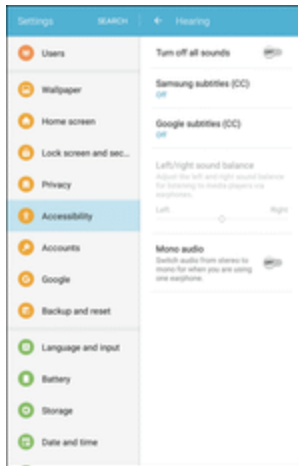 Settings
SEARCH
Hearing
Users
Wallpaper
Home screen
Lock screen and sec...
Privacy
Accessibility
Accounts
Google
Backup and reset
Language and input
Battery
Storage
Date and time
Turn off all sounds
Samsung subtitles (CC)
Off
Google subtitles (CC)
Off
Left/right sound balance
Adjust the left and right sound balance
for listening to media players via
earphones.
Left
Right
Mono audio
Switch audio from stereo to
mono for when you are using
one earphone.